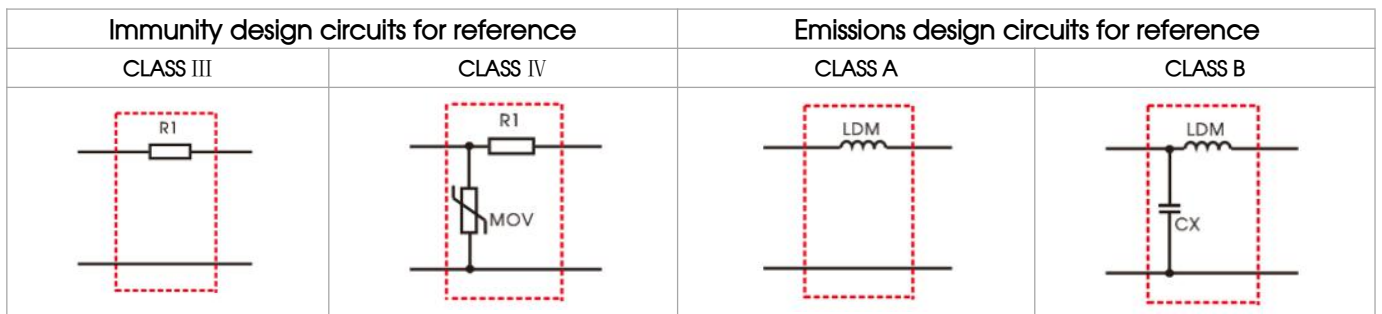 Immunity design circuits for reference
Emissions design circuits for reference
CLASS Ⅲ
CLASS Ⅳ
CLASS A
CLASS B
R1
R1
MOV
LDM
LDM
CX